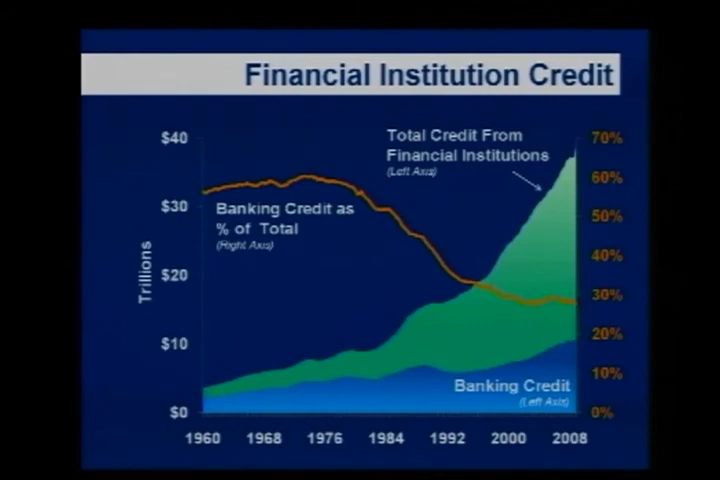 Financial Institution Credit
Total Credit From
Financial Institutions
(Left Axis)
$40
$30
$20
$10
$0
Trillions
Banking Credit as
% of Total
(Right Axis)
70%
60%
50%
40%
30%
20%
10%
0%
Banking Credit
(Left Axis)
1960 1968 1976 1984 1992 2000 2008